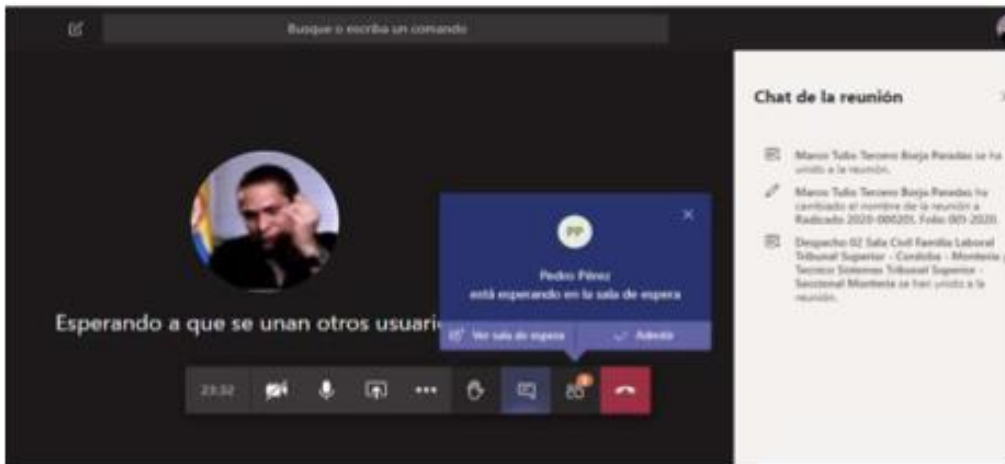 Busque o escriba un comando
Chat de la reunión
Marco Tulio Tercero Borja Paradas se ha
unido a la reunión.
Marco Tulio Tercero Borja Paradas ha
cambiado el nombre de la reunión a
Radicado 2020-00020), Folio 001-2020.
Despacho 02 Sala Civil Familia Laboral
Tribunal Superior - Cordoba - Monteria y
Tecnico Sistemas Tribunal Superior -
Seccional Monteria se han unido a la
reunión.
PP
Pedro Pérez
está esperando en la sala de espera
Ver sala de espera
Admitir
Esperando a que se unan otros usuari
23:32